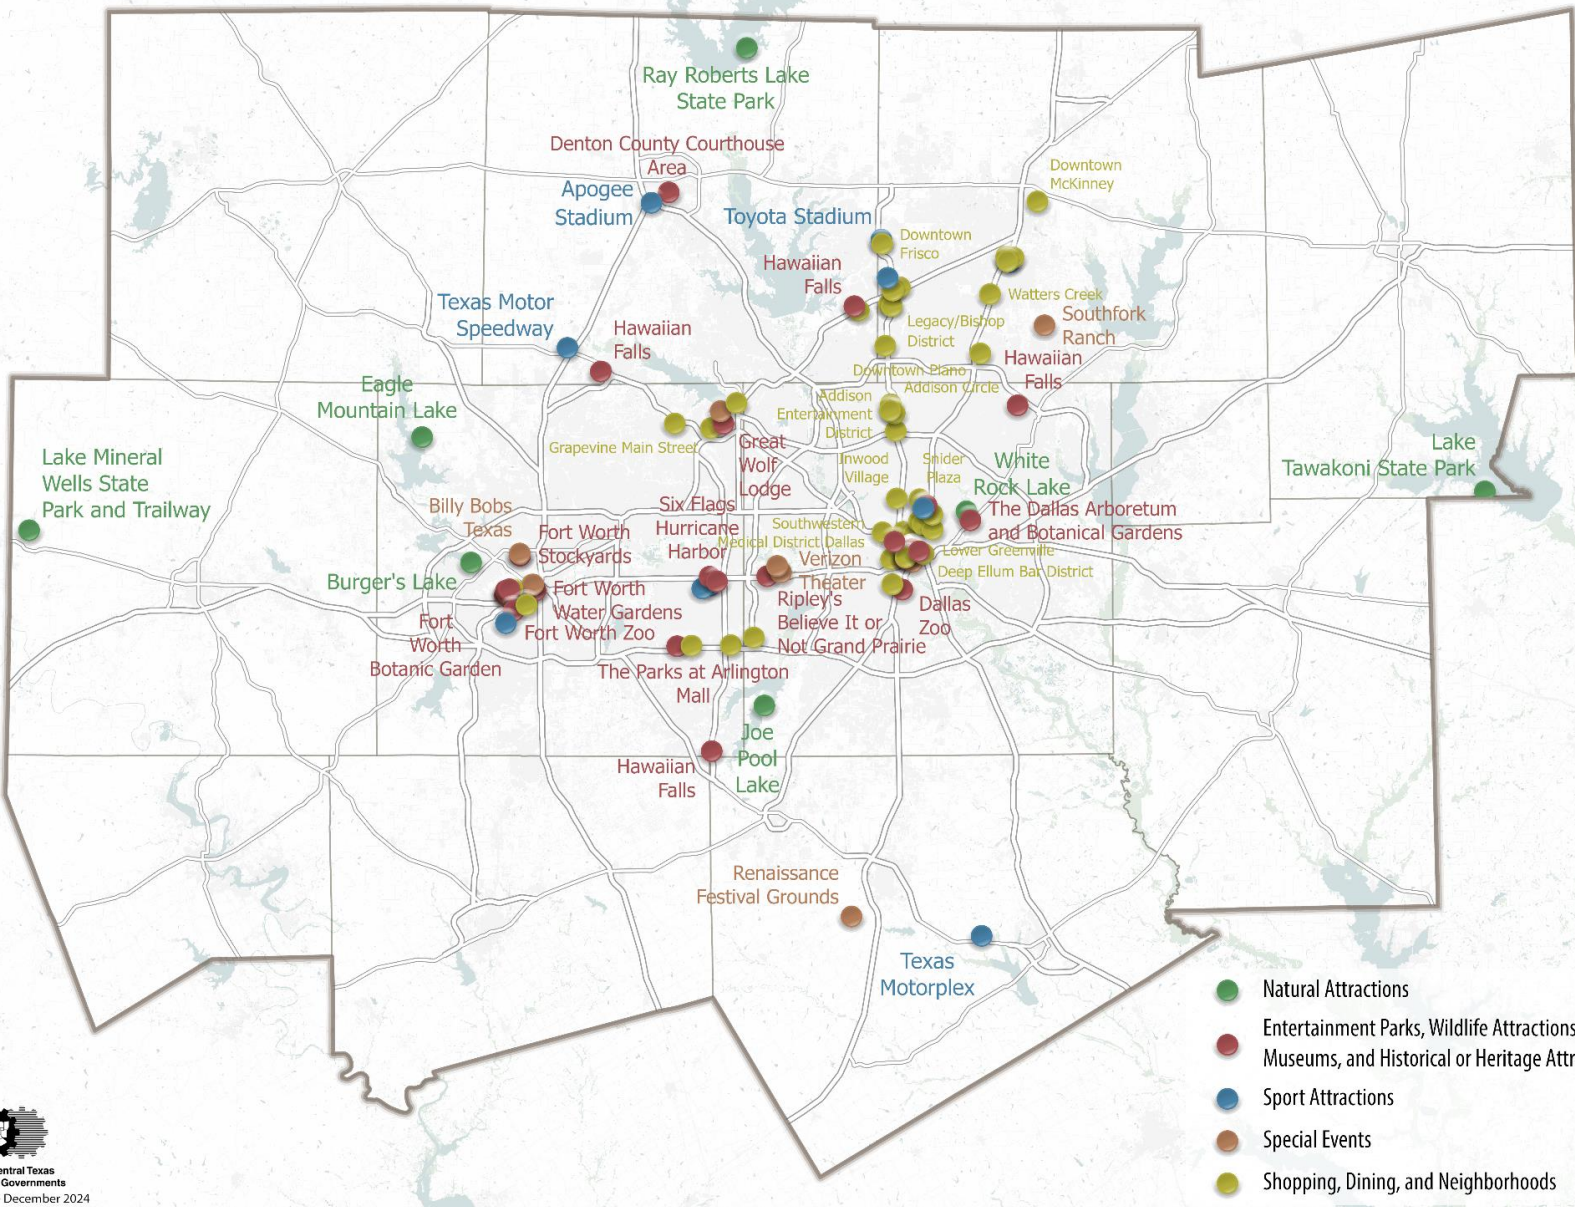 Ray Roberts Lake
State Park
Denton County Courthouse
Area
Apogee
Stadium
Toyota Stadium
Downtown
McKinney
Downtown
Frisco
Hawaiian
Falls
Texas Motor
Speedway
Hawaiian
Falls
Watters Creek
Southfork
Ranch
Legacy/Bishop
District
Hawaiian
Falls
Downtown Plano
Addison Circle
Eagle
Mountain Lake
Addison
Entertainment
District
Grapevine Main Street
Great
Wolf
Lodge
Lake
Tawakoni State Park
Lake Mineral
Wells State
Park and Trailway
Inwood
Village
Snider
Plaza
White
Rock Lake
Billy Bobs
Texas
Six Flags
Hurricane
Harbor
The Dallas Arboretum
and Botanical Gardens
Fort Worth
Stockyards
Southwestern
Medical District Dallas
Lower Greenville
Deep Ellum Bar District
Verizon
Theater
Burger's Lake
Fort Worth
Water Gardens
Ripley's
Believe It or
Not Grand Prairie
Dallas
Zoo
Fort
Worth
Botanic Garden
Fort Worth Zoo
The Parks at Arlington
Mall
Joe
Pool
Lake
Hawaiian
Falls
Renaissance
Festival Grounds
Texas
Motorplex
Natural Attractions
Entertainment Parks, Wildlife Attractions
Museums, and Historical or Heritage Attr
Sport Attractions
Special Events
Shopping, Dining, and Neighborhoods
entral Texas
Governments
December 2024